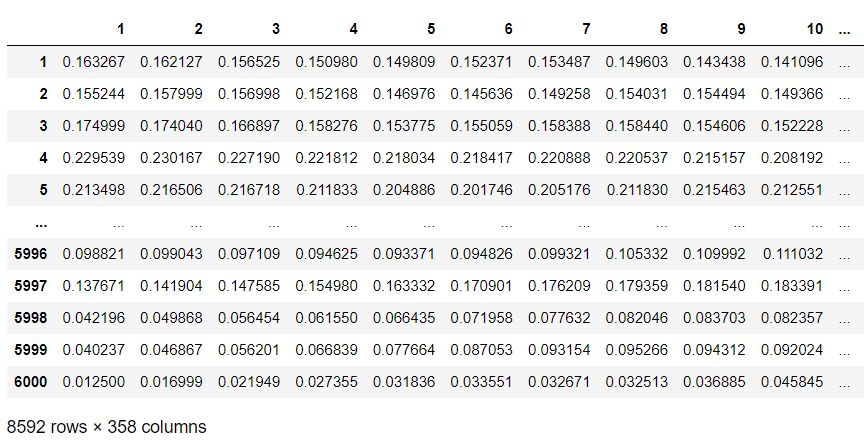 1 2 3 4 5 6 7 8 9 10 ...
1 0.163267 0.162127 0.156525 0.150980 0.149809 0.152371 0.153487 0.149603 0.143438 0.141096 ...
2 0.155244 0.157999 0.156998 0.152168 0.146976 0.145636 0.149258 0.154031 0.154494 0.149366 ...
3 0.174999 0.174040 0.166897 0.158276 0.153775 0.155059 0.158388 0.158440 0.154606 0.152228 ...
4 0.229539 0.230167 0.227190 0.221812 0.218034 0.218417 0.220888 0.220537 0.215157 0.208192 ...
5 0.213498 0.216506 0.216718 0.211833 0.204886 0.201746 0.205176 0.211830 0.215463 0.212551 ...
... ... ... ... ... ... ... ... ... ... ... ...
5996 0.098821 0.099043 0.097109 0.094625 0.093371 0.094826 0.099321 0.105332 0.109992 0.111032 ...
5997 0.137671 0.141904 0.147585 0.154980 0.163332 0.170901 0.176209 0.179359 0.181540 0.183391 ...
5998 0.042196 0.049868 0.056454 0.061550 0.066435 0.071958 0.077632 0.082046 0.083703 0.082357 ...
5999 0.040237 0.046867 0.056201 0.066839 0.077664 0.087053 0.093154 0.095266 0.094312 0.092024 ...
6000 0.012500 0.016999 0.021949 0.027355 0.031836 0.033551 0.032671 0.032513 0.036885 0.045845 ...
8592 rows × 358 columns